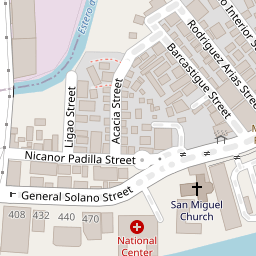 Estero d
o Interior S
Rodriguez Arias Street
Barcastigue Street
Ligao Street
Acacia Street
Nicanor Padilla Street
General Solano Street
San Miguel
Church
408
432
440
470
National
Center